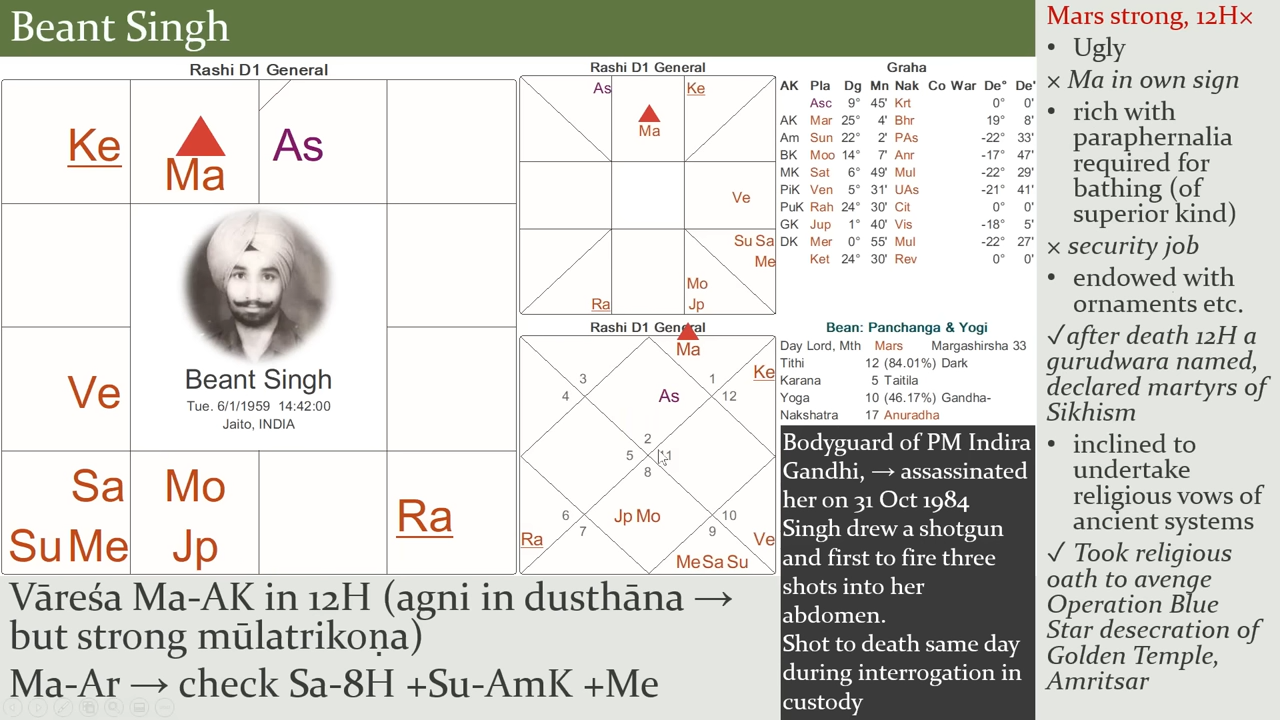 Beant Singh
Rashi D1 General
Ke
Ma
As
Ve
Beant Singh
Tue. 6/1/1959 14:42:00
Jaito, INDIA
Sa
Mo
Su Me
Jp
Ra
Rashi D1 General
As
Ke
Ma
Ve
Su Sa
Me
Mo
Ra
Jp
Rashi D1 General
Ma
Ke
3
1
4
As
12
2
5
11
8
6
Jp Mo
10
7
9
Ra
Ve
Me Sa Su
Graha
AK Pla Dg Mn Nak Co War De° De'
Asc 9° 45' Krt 0° 0'
AK Mar 25° 4' Bhr 19° 8'
Am Sun 22° 2' PAs -22° 33'
BK Moo 14° 7' Anr -17° 47'
MK Sat 6° 49' Mul -22° 29'
PiK Ven 5° 31' UAs -21° 41'
PuK Rah 24° 30' Cit 0° 0'
GK Jup 1° 40' Vis -18° 5'
DK Mer 0° 55' Mul -22° 27'
Ket 24° 30' Rev 0° 0'
Bean: Panchanga & Yogi
Day Lord, Mth Mars Margashirsha 33
Tithi 12 (84.01%) Dark
Karana 5 Taitila
Yoga 10 (46.17%) Gandha-
Nakshatra 17 Anuradha
Bodyguard of PM Indira
Gandhi, → assassinated
her on 31 Oct 1984
Singh drew a shotgun
and first to fire three
shots into her
abdomen.
Shot to death same day
during interrogation in
custody
Vāreśa Ma-AK in 12H (agni in dusthāna →
but strong mūlatrikoṇa)
Ma-Ar → check Sa-8H +Su-AmK +Me
Mars strong, 12H×
• Ugly
× Ma in own sign
• rich with
paraphernalia
required for
bathing (of
superior kind)
× security job
• endowed with
ornaments etc.
✓after death 12H a
gurudwara named,
declared martyrs of
Sikhism
• inclined to
undertake
religious vows of
ancient systems
✓ Took religious
oath to avenge
Operation Blue
Star desecration of
Golden Temple,
Amritsar